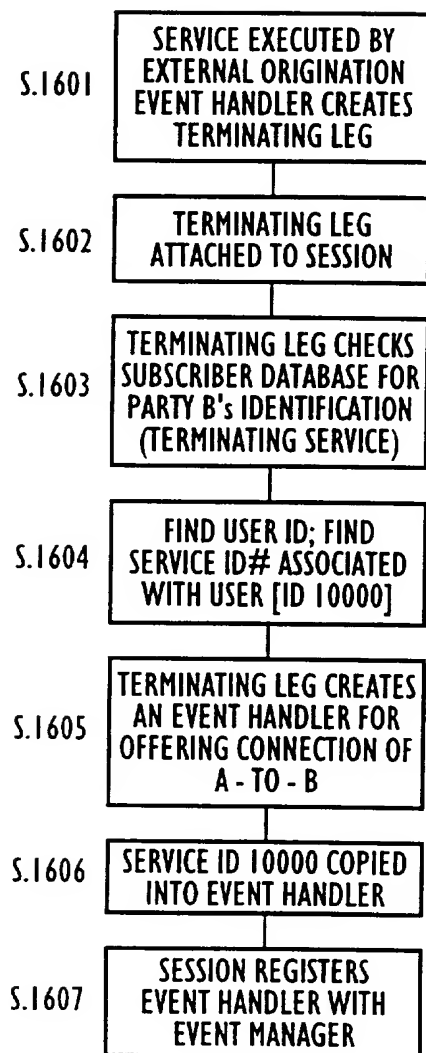 S.1601
SERVICE EXECUTED BY
EXTERNAL ORIGINATION
EVENT HANDLER CREATES
TERMINATING LEG
S.1602
TERMINATING LEG
ATTACHED TO SESSION
S.1603
TERMINATING LEG CHECKS
SUBSCRIBER DATABASE FOR
PARTY B's IDENTIFICATION
(TERMINATING SERVICE)
S.1604
FIND USER ID; FIND
SERVICE ID# ASSOCIATED
WITH USER [ID 10000]
S.1605
TERMINATING LEG CREATES
AN EVENT HANDLER FOR
OFFERING CONNECTION OF
A - TO - B
S.1606
SERVICE ID 10000 COPIED
INTO EVENT HANDLER
S.1607
SESSION REGISTERS
EVENT HANDLER WITH
EVENT MANAGER